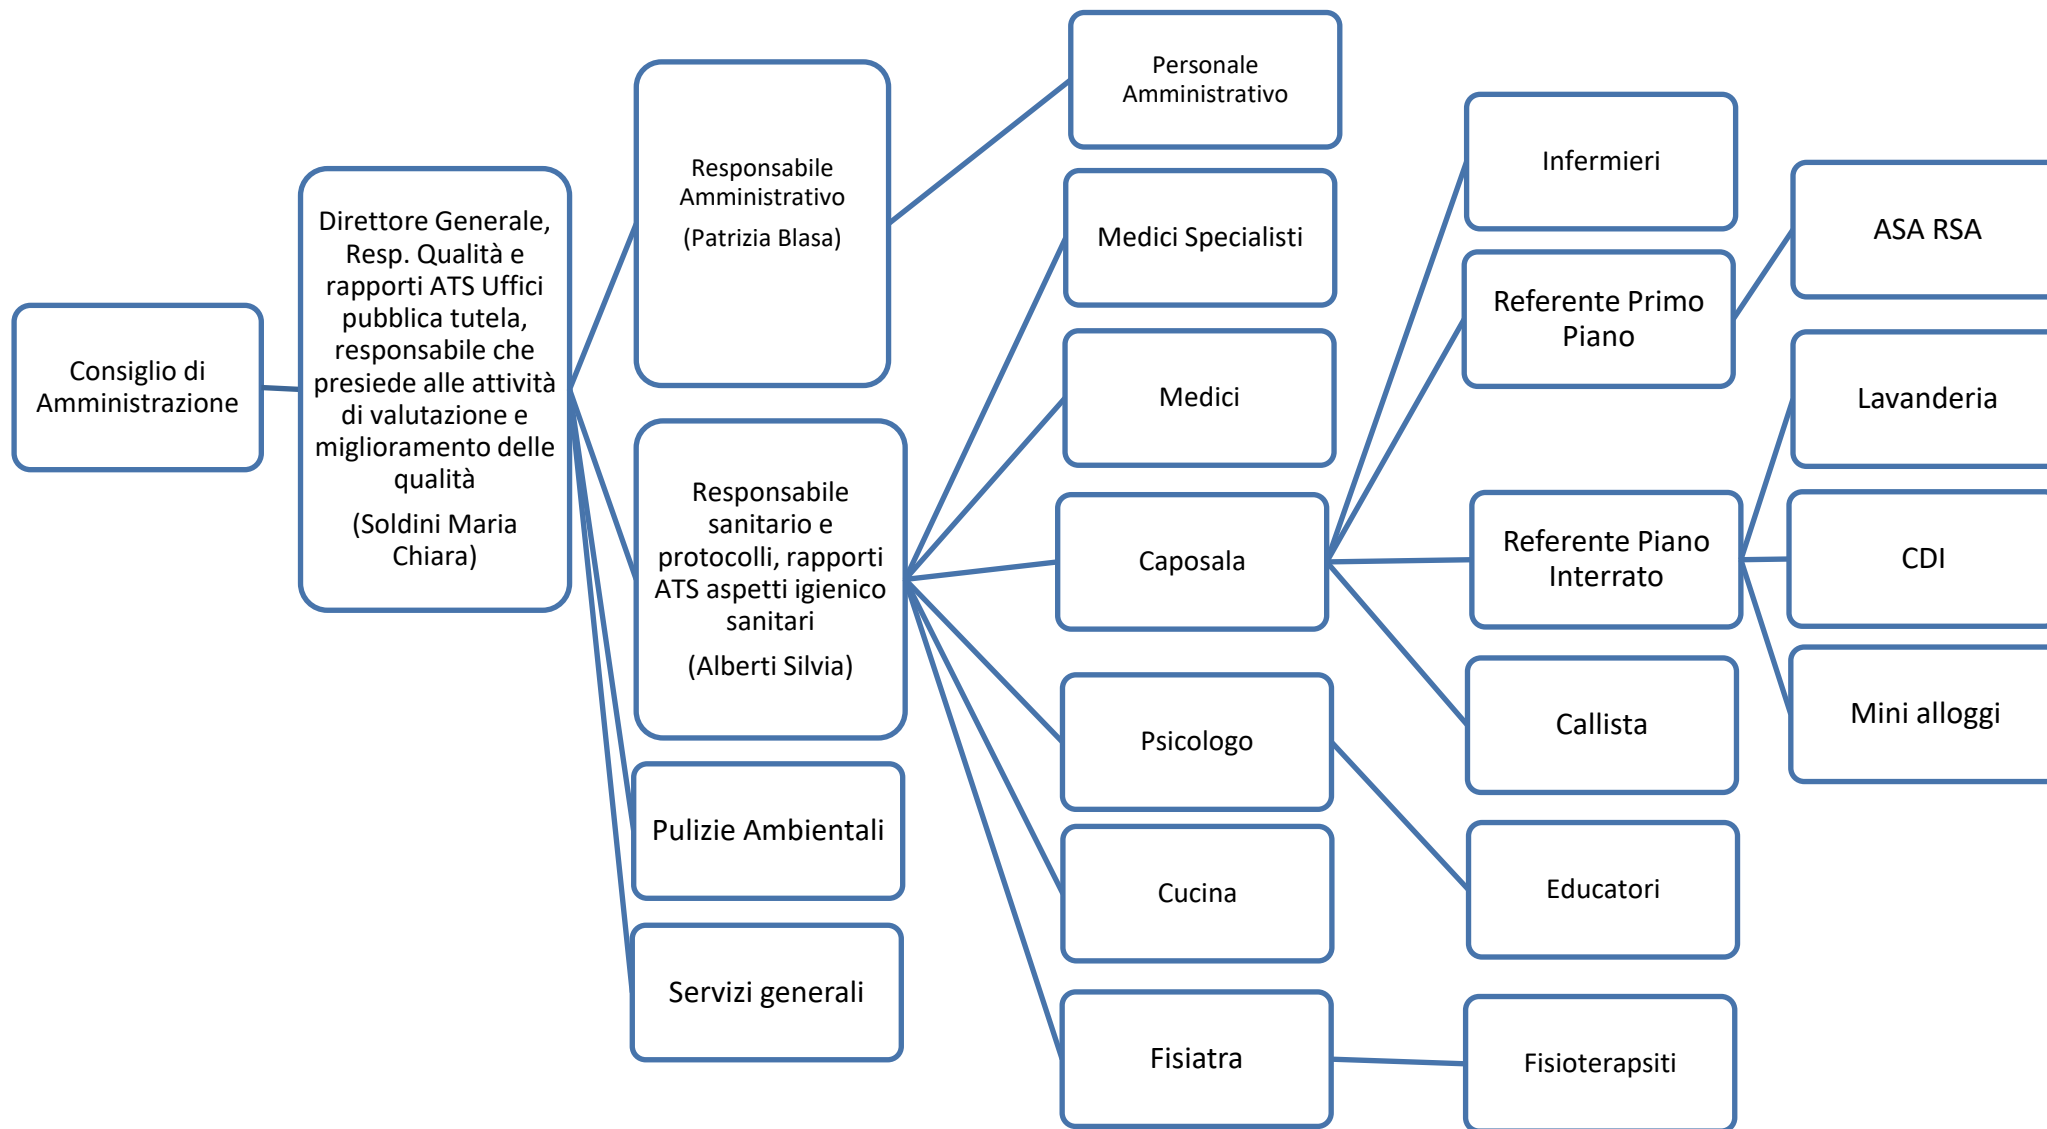 Consiglio di
Amministrazione
Direttore Generale,
Resp. Qualità e
rapporti ATS Uffici
pubblica tutela,
responsabile che
presiede alle attività
di valutazione e
miglioramento delle
qualità
(Soldini Maria
Chiara)
Responsabile
Amministrativo
(Patrizia Blasa)
Responsabile
sanitario e
protocolli, rapporti
ATS aspetti igienico
sanitari
(Alberti Silvia)
Pulizie Ambientali
Servizi generali
Personale
Amministrativo
Medici Specialisti
Medici
Caposala
Psicologo
Cucina
Fisiatra
Infermieri
Referente Primo
Piano
Referente Piano
Interrato
Callista
Educatori
Fisioterapsiti
ASA RSA
Lavanderia
CDI
Mini alloggi